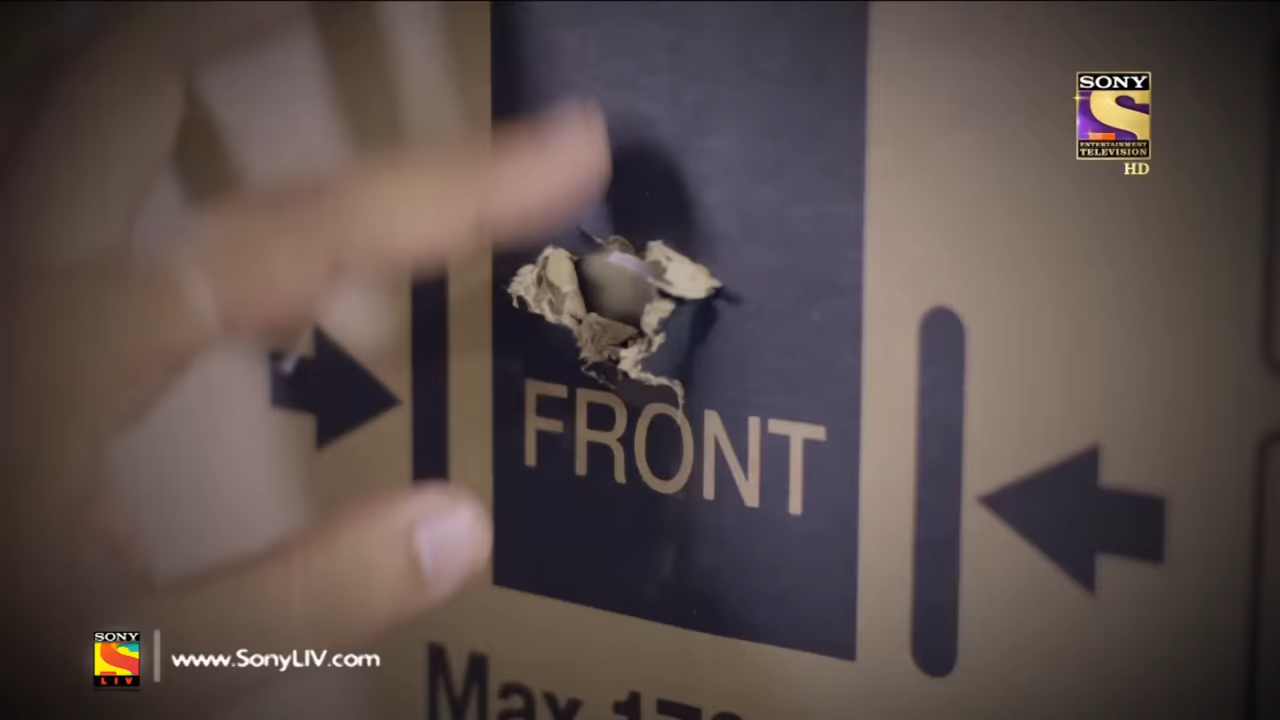 SONY
ENTERTAINMENT
TELEVISION
HD
FRONT
SONY
LIV
www.SonyLIV.com
Max